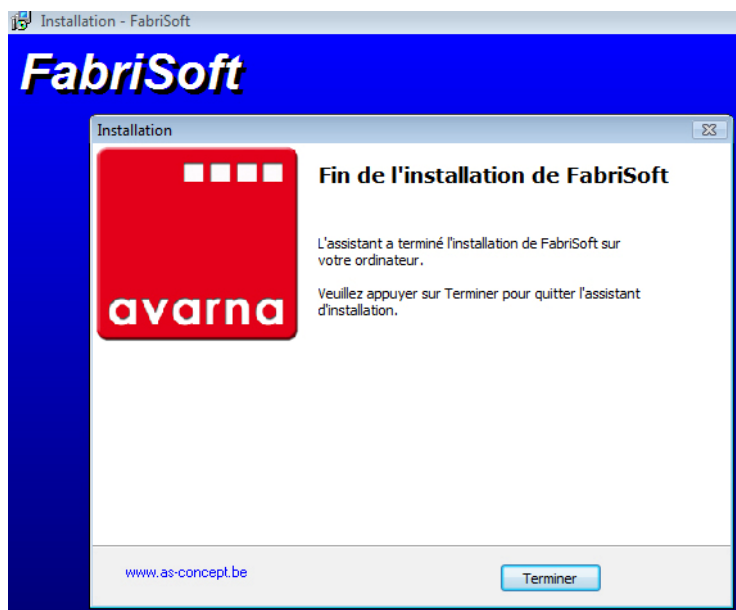 Installation - FabriSoft
FabriSoft
Installation
avarna
Fin de l'installation de FabriSoft
L'assistant a terminé l'installation de FabriSoft sur
votre ordinateur.
Veuillez appuyer sur Terminer pour quitter l'assistant
d'installation.
www.as-concept.be
Terminer